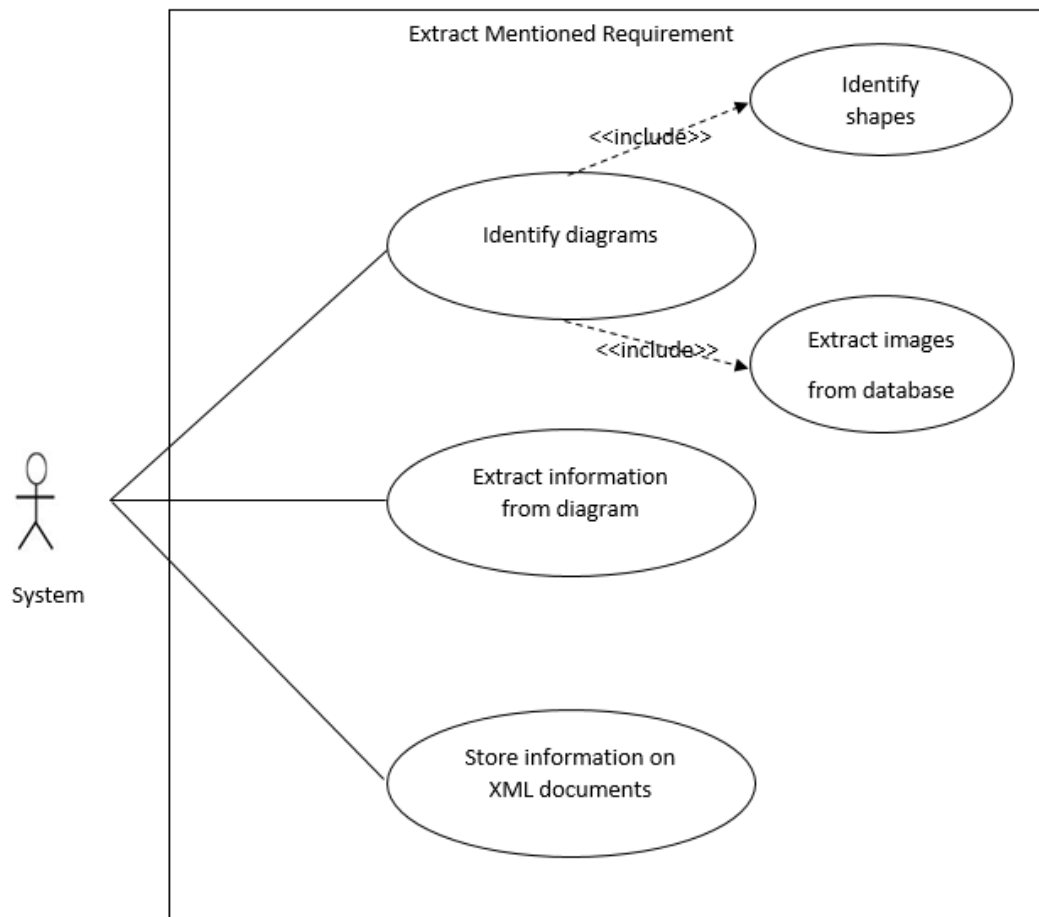 Extract Mentioned Requirement
Identify
shapes
<<include>>
Identify diagrams
<<include>>
Extract images
from database
Extract information
from diagram
System
Store information on
XML documents